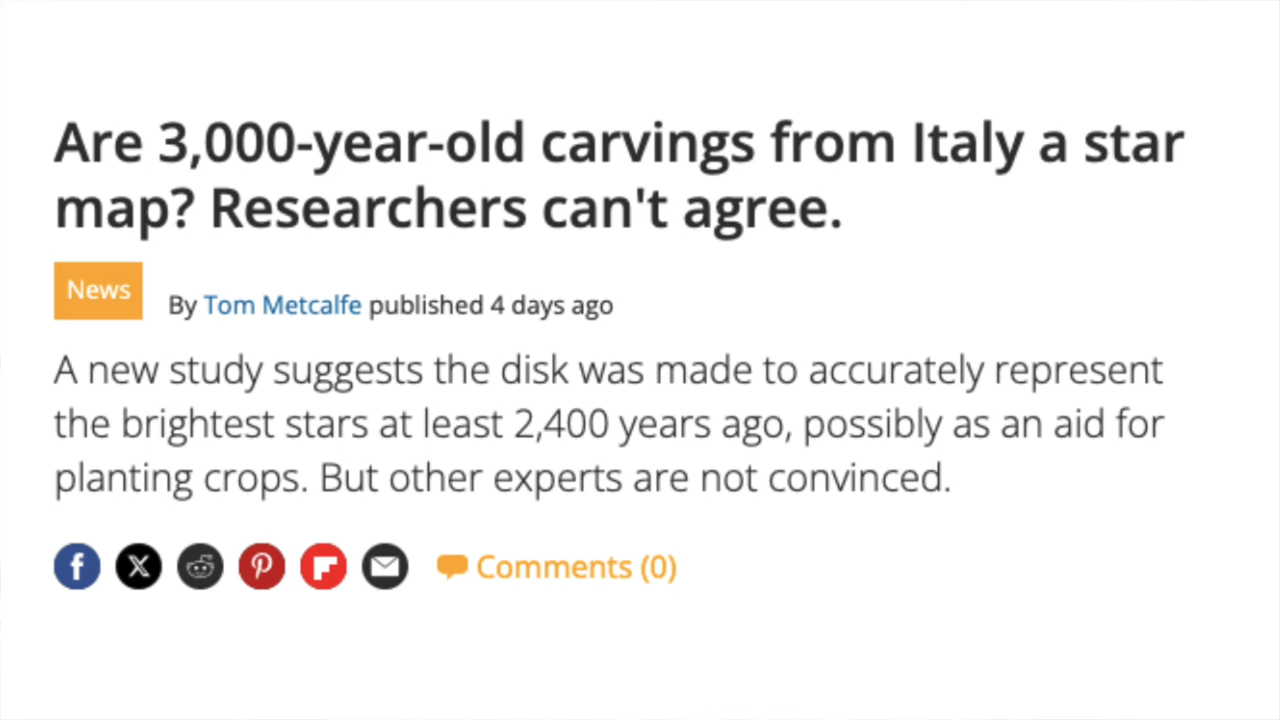 Are 3,000-year-old carvings from Italy a star
map? Researchers can't agree.
News
By Tom Metcalfe published 4 days ago
A new study suggests the disk was made to accurately represent
the brightest stars at least 2,400 years ago, possibly as an aid for
planting crops. But other experts are not convinced.
Comments (0)